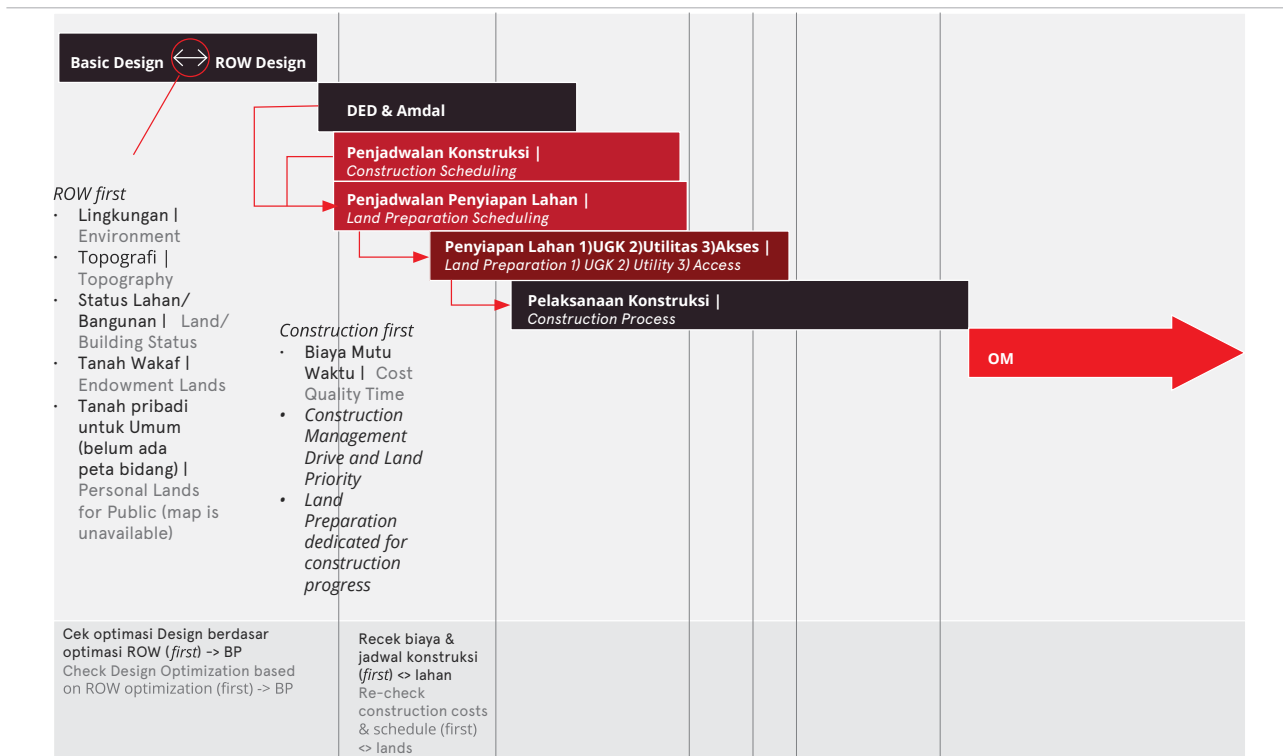 Basic Design
ROW Design
DED & Amdal
Penjadwalan Konstruksi |
Construction Scheduling
Penjadwalan Penyiapan Lahan |
Land Preparation Scheduling
Penyiapan Lahan 1)UGK 2)Utilitas 3)Akses |
Land Preparation 1) UGK 2) Utility 3) Access
Pelaksanaan Konstruksi |
Construction Process
OM
ROW first
· Lingkungan |
Environment
· Topografi |
Topography
· Status Lahan/
Bangunan | Land/
Building Status
· Tanah Wakaf |
Endowment Lands
· Tanah pribadi
untuk Umum
(belum ada
peta bidang) |
Personal Lands
for Public (map is
unavailable)
Construction first
· Biaya Mutu
Waktu | Cost
Quality Time
• Construction
Management
Drive and Land
Priority
• Land
Preparation
dedicated for
construction
progress
Cek optimasi Design berdasar
optimasi ROW (first) -> BP
Check Design Optimization based
on ROW optimization (first) -> BP
Recek biaya &
jadwal konstruksi
(first) <> lahan
Re-check
construction costs
& schedule (first)
<> lands